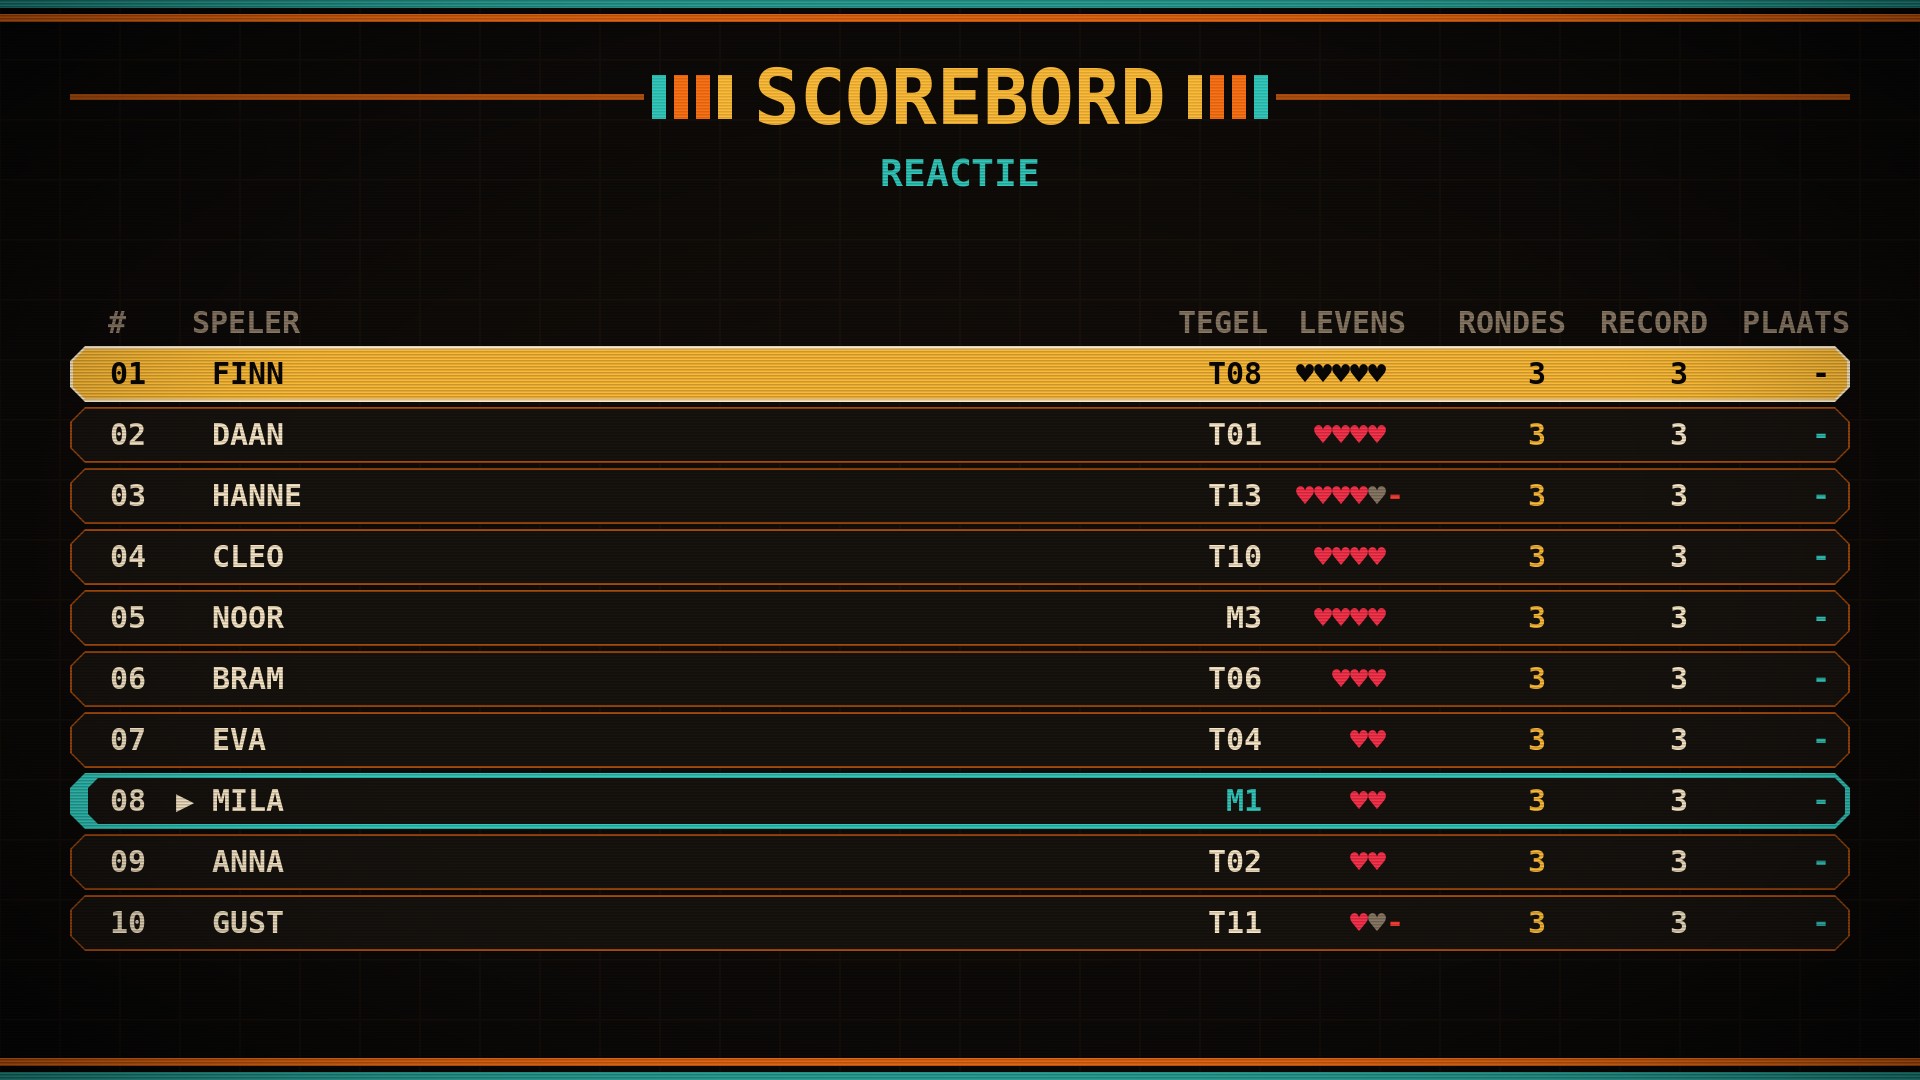 SCOREBORD
REACTIE
# SPELER TEGEL LEVENS RONDES RECORD PLAATS
01 FINN T08 ♥♥♥♥♥ 3 3 -
02 DAAN T01 ♥♥♥♥ 3 3 -
03 HANNE T13 ♥♥♥♥♥- 3 3 -
04 CLEO T10 ♥♥♥♥ 3 3 -
05 NOOR M3 ♥♥♥♥ 3 3 -
06 BRAM T06 ♥♥♥ 3 3 -
07 EVA T04 ♥♥ 3 3 -
08 ▶ MILA M1 ♥♥ 3 3 -
09 ANNA T02 ♥♥ 3 3 -
10 GUST T11 ♥♥- 3 3 -